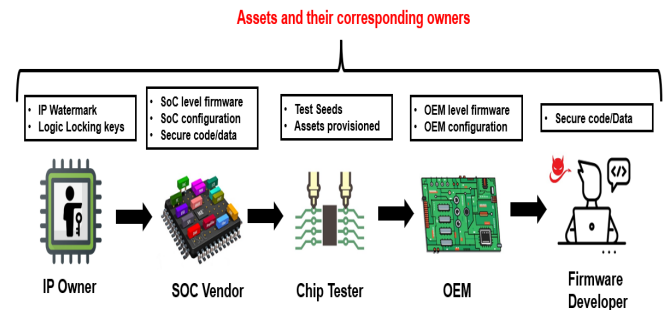 Assets and their corresponding owners
• IP Watermark
• Logic Locking keys
• SoC level firmware
• SoC configuration
• Secure code/data
• Test Seeds
• Assets provisioned
• OEM level firmware
• OEM configuration
• Secure code/Data
</>
IP Owner
SOC Vendor
Chip Tester
OEM
Firmware
Developer